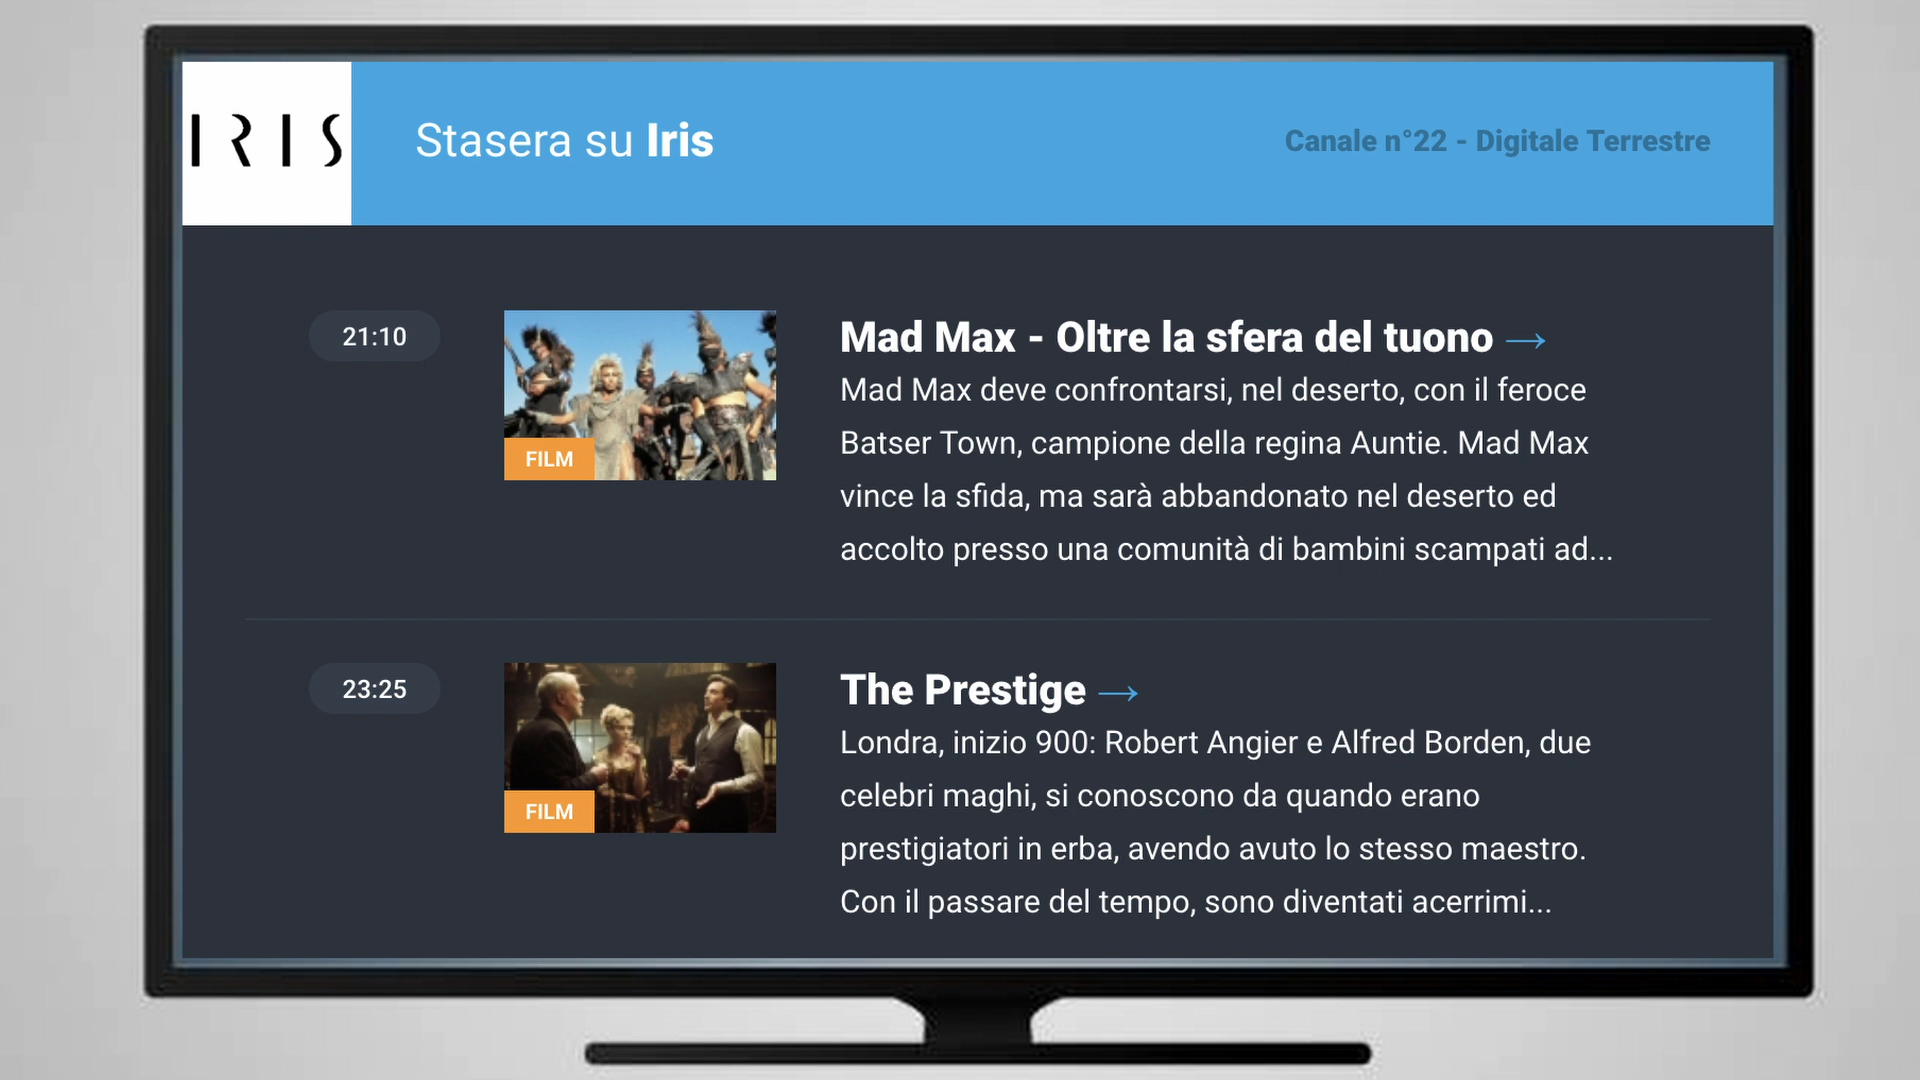 IRIS
Stasera su Iris
Canale n°22 - Digitale Terrestre
21:10
FILM
Mad Max - Oltre la sfera del tuono →
Mad Max deve confrontarsi, nel deserto, con il feroce
Batser Town, campione della regina Auntie. Mad Max
vince la sfida, ma sarà abbandonato nel deserto ed
accolto presso una comunità di bambini scampati ad...
23:25
FILM
The Prestige →
Londra, inizio 900: Robert Angier e Alfred Borden, due
celebri maghi, si conoscono da quando erano
prestigiatori in erba, avendo avuto lo stesso maestro.
Con il passare del tempo, sono diventati acerrimi...